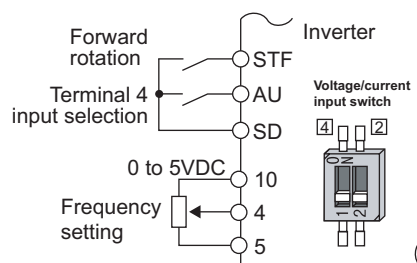 Inverter
Forward
rotation
STF
Terminal 4
input selection
AU
SD
Voltage/current
input switch
4
2
ON
1 2
0 to 5VDC
10
Frequency
setting
4
5